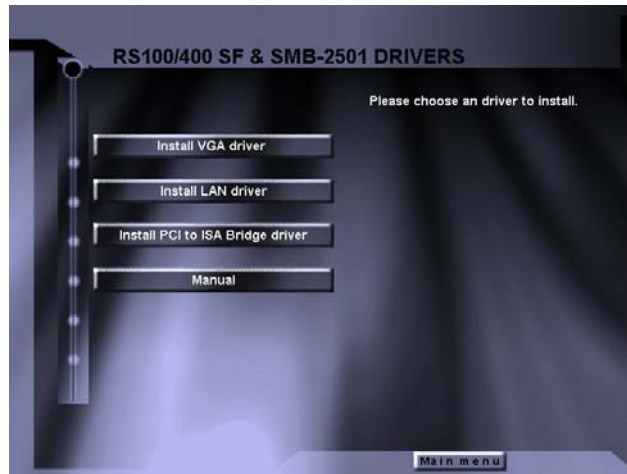 RS100/400 SF & SMB-2501 DRIVERS
Please choose an driver to install.
Install VGA driver
Install LAN driver
Install PCI to ISA Bridge driver
Manual
Main menu